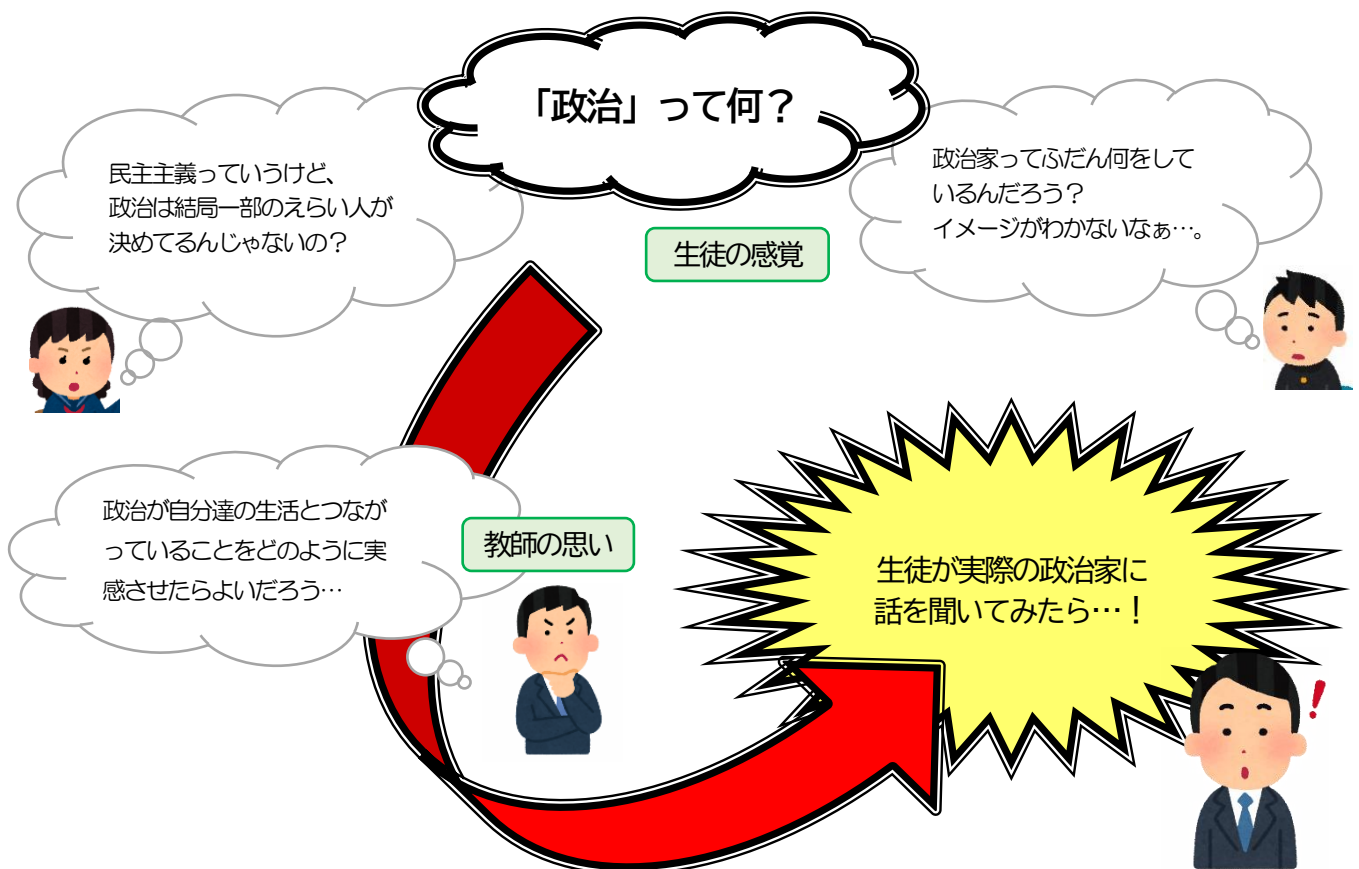 「政治」って何？
民主主義っていうけど、
政治は結局一部のえらい人が
決めてるんじゃないの？
政治家ってふだん何をして
いるんだろう？
イメージがわかないなぁ…。
生徒の感覚
政治が自分達の生活とつなが
っていることをどのように実
感させたらよいだろう…
教師の思い
生徒が実際の政治家に
話を聞いてみたら…！